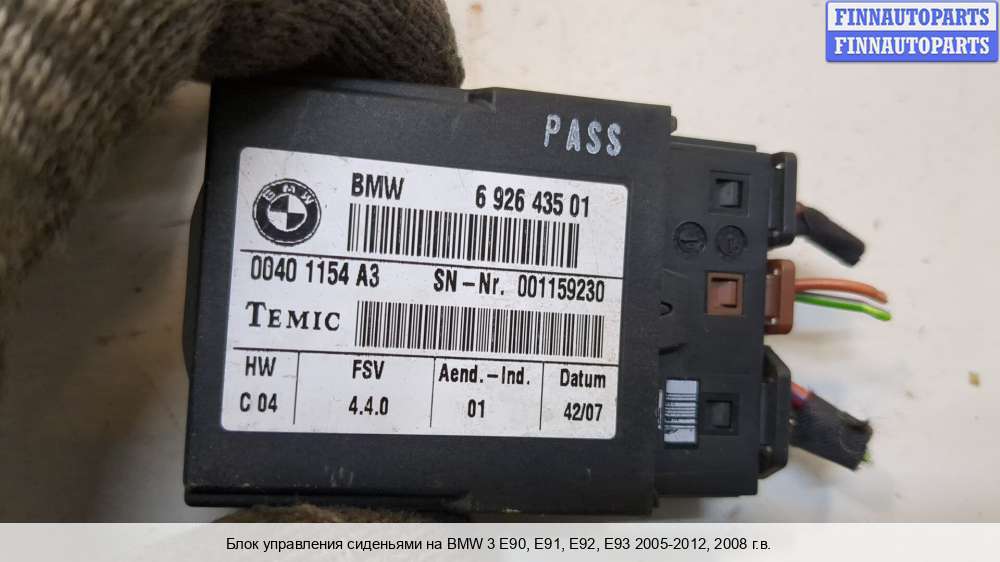 FINNAUTOPARTS
FINNAUTOPARTS
PASS
BMW
BMW 6 926 435 01
0040 1154 A3 SN-Nr. 001159230
TEMIC
HW FSV Aend.-Ind. Datum
C 04 4.4.0 01 42/07
Блок управления сиденьями на BMW 3 E90, E91, E92, E93 2005-2012, 2008 г.в.